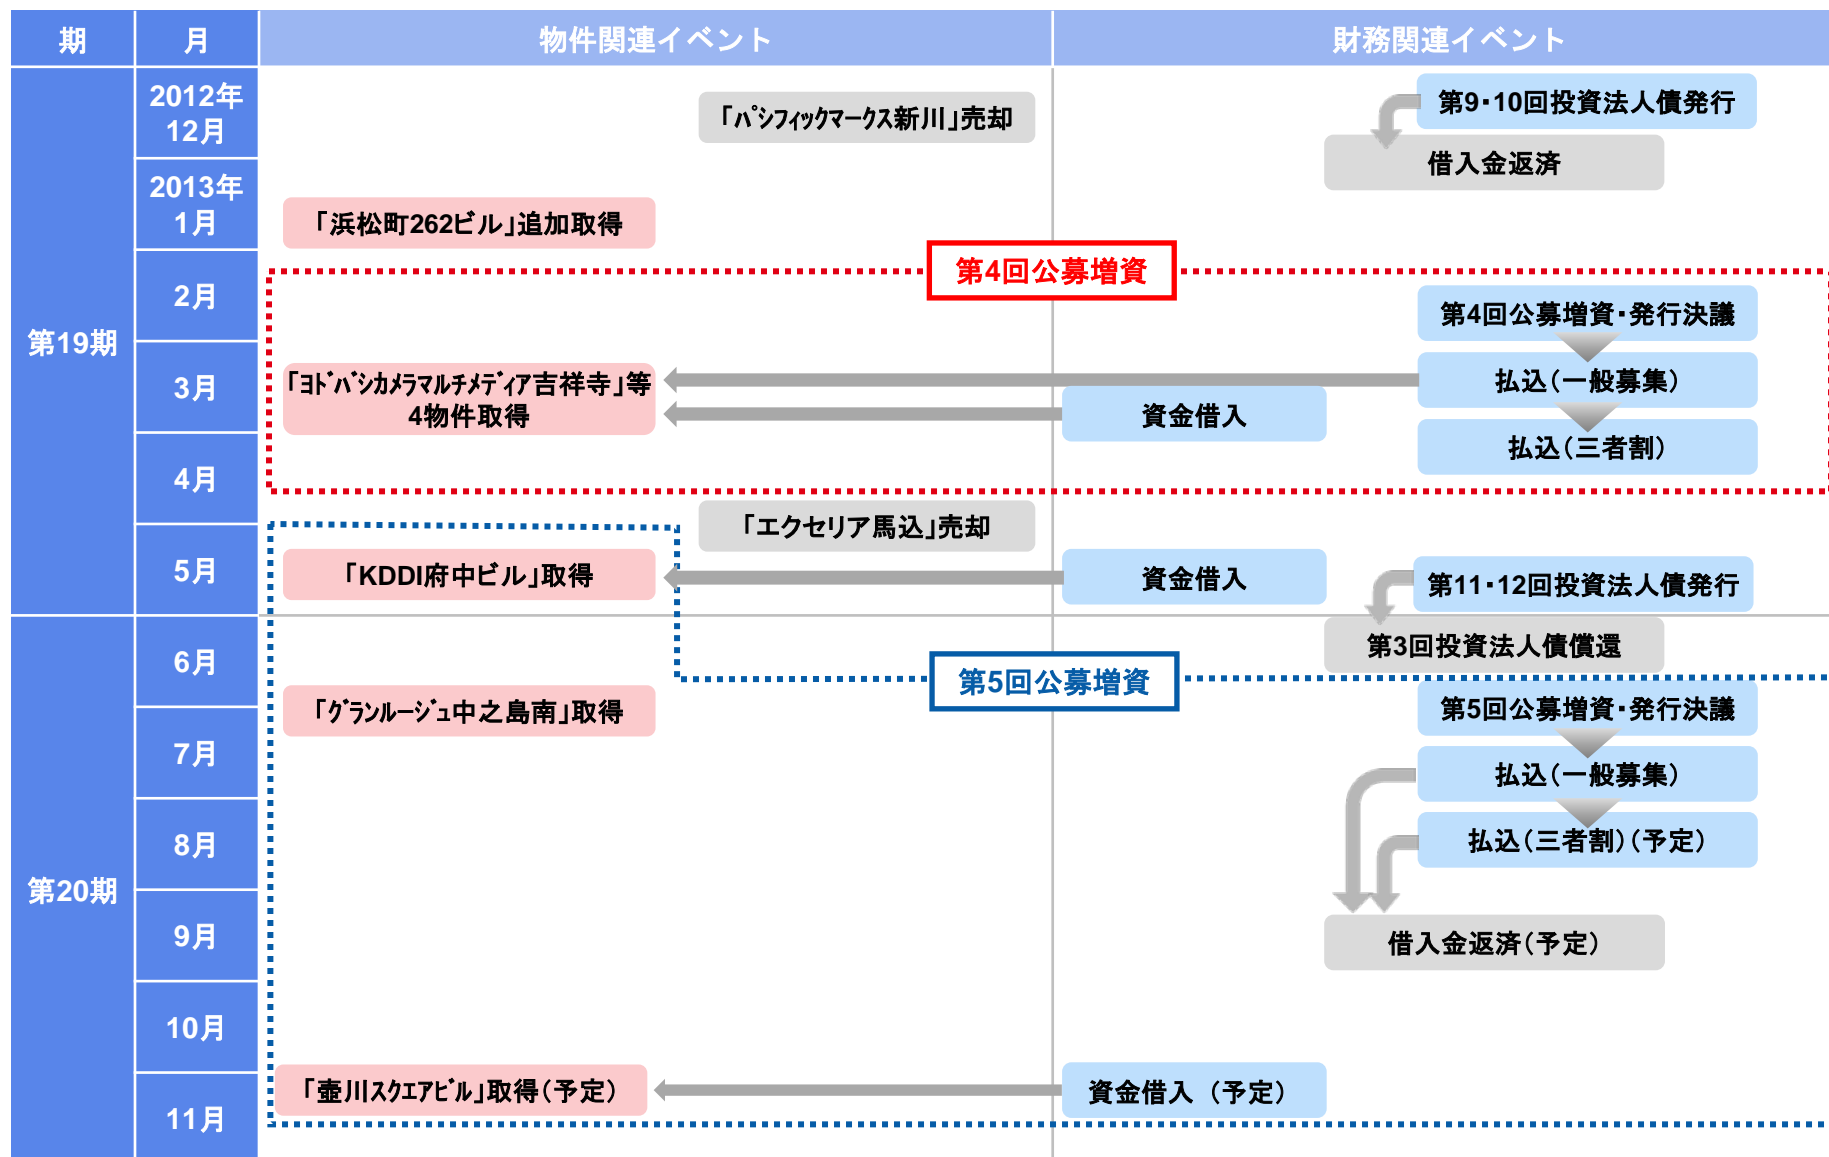 期
月
物件関連イベント
財務関連イベント
第19期
2012年
12月
「ﾊﾟｼﾌｨｯｸﾏｰｸｽ新川」売却
第9・10回投資法人債発行
借入金返済
2013年
1月
「浜松町262ビル」追加取得
第4回公募増資
2月
第4回公募増資・発行決議
3月
「ﾖﾄﾞﾊﾞｼｶﾒﾗﾏﾙﾁﾒﾃﾞｨｱ吉祥寺」等
4物件取得
払込（一般募集）
資金借入
払込（三者割）
4月
「エクセリア馬込」売却
5月
「KDDI府中ビル」取得
資金借入
第11・12回投資法人債発行
第20期
6月
第3回投資法人債償還
第5回公募増資
「ｸﾞﾗﾝﾙｰｼﾞｭ中之島南」取得
第5回公募増資・発行決議
7月
払込（一般募集）
8月
払込（三者割）（予定）
9月
借入金返済（予定）
10月
11月
「壺川ｽｸｴｱﾋﾞﾙ」取得（予定）
資金借入 （予定）